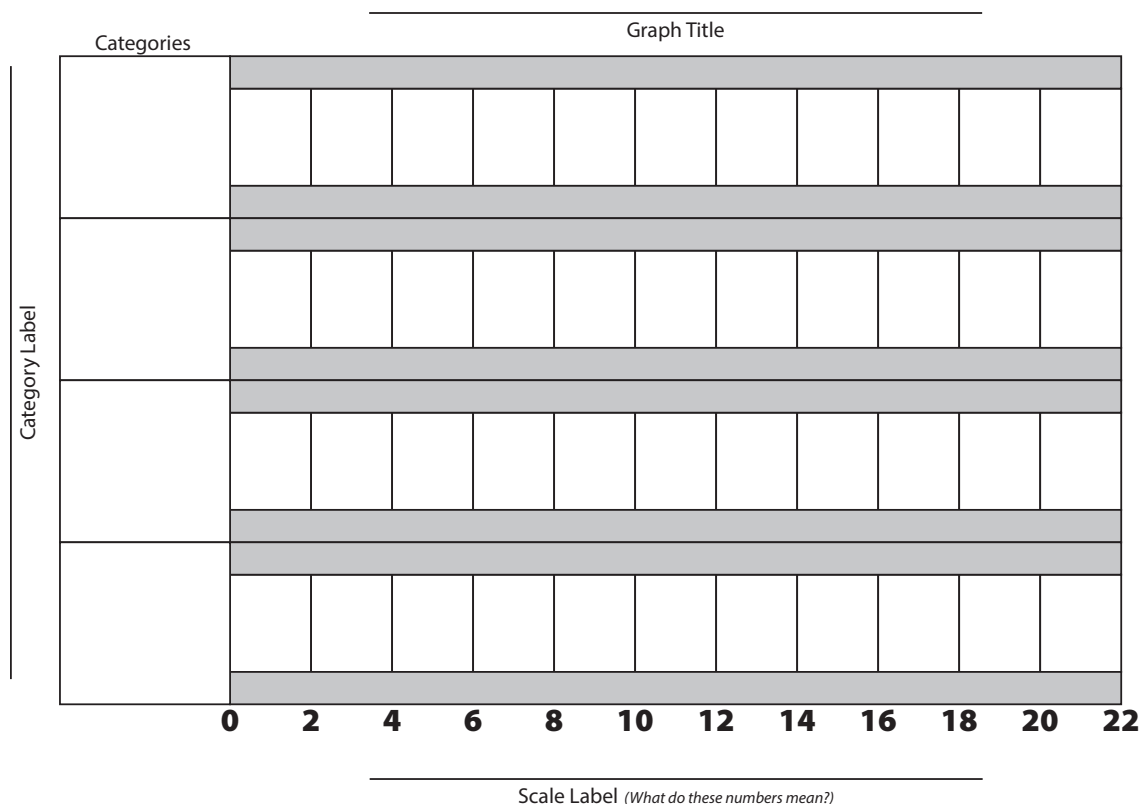 Graph Title
Categories
Category Label
0 2 4 6 8 10 12 14 16 18 20 22
Scale Label (What do these numbers mean?)